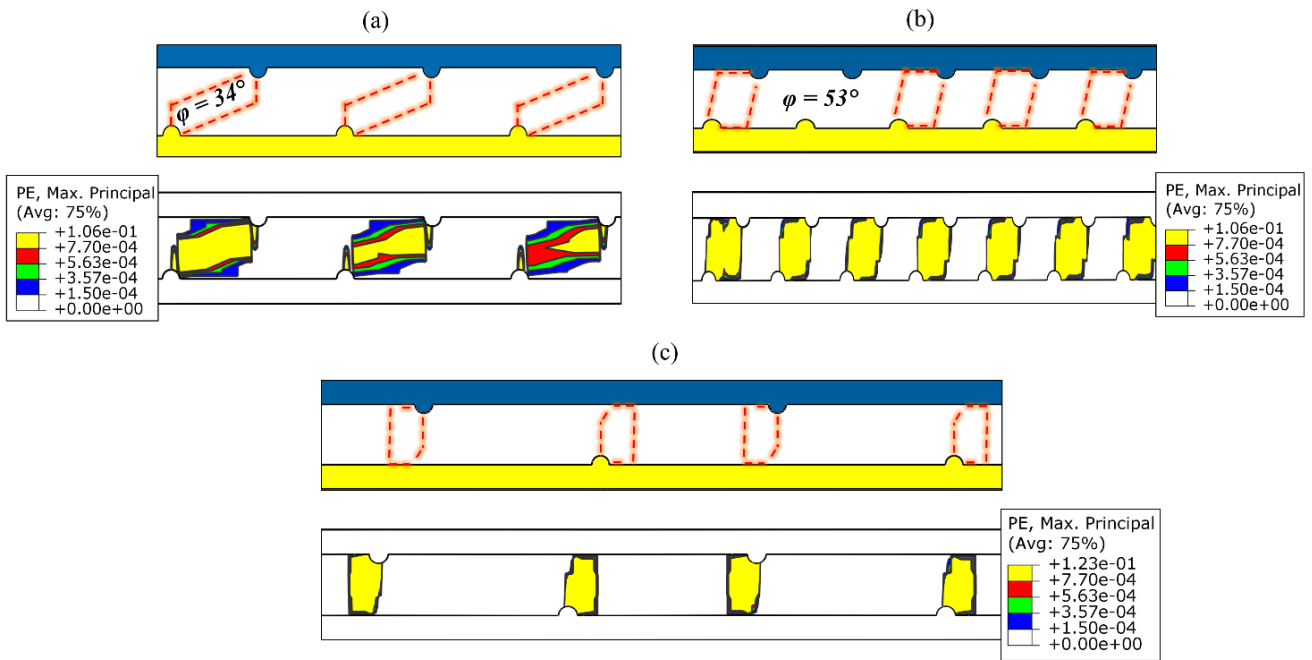 (a)
φ = 34°
PE, Max. Principal
(Avg: 75%)
+1.06e-01
+7.70e-04
+5.63e-04
+3.57e-04
+1.50e-04
+0.00e+00
(b)
φ = 53°
PE, Max. Principal
(Avg: 75%)
+1.06e-01
+7.70e-04
+5.63e-04
+3.57e-04
+1.50e-04
+0.00e+00
(c)
PE, Max. Principal
(Avg: 75%)
+1.23e-01
+7.70e-04
+5.63e-04
+3.57e-04
+1.50e-04
+0.00e+00